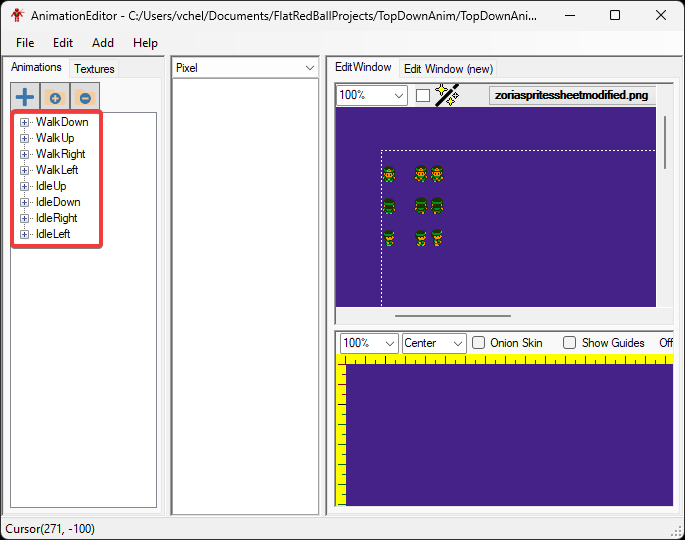 AnimationEditor - C:/Users/vchel/Documents/FlatRedBallProjects/TopDownAnim/TopDownAni...
File Edit Add Help
Animations Textures
WalkDown
WalkUp
WalkRight
WalkLeft
IdleUp
IdleDown
IdleRight
IdleLeft
Pixel
EditWindow Edit Window (new)
100% zoriaspritessheetmodified.png
100% Center Onion Skin Show Guides Off
Cursor(271, -100)